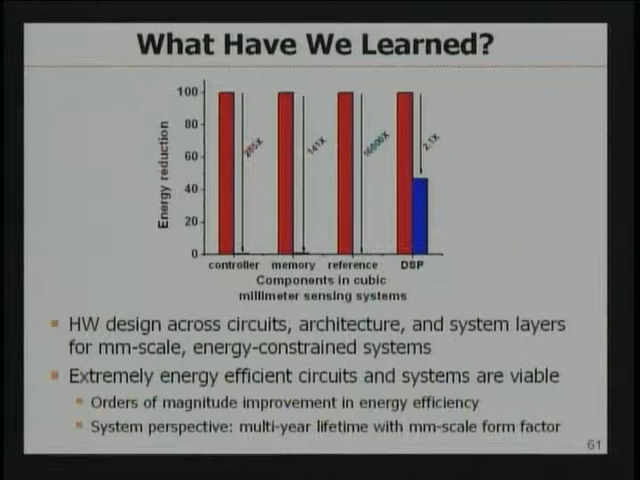 What Have We Learned?
100
80
60
40
20
0
Energy reduction
141X
2.1X
controller memory reference DSP
Components in cubic
millimeter sensing systems
HW design across circuits, architecture, and system layers
for mm-scale, energy-constrained systems
Extremely energy efficient circuits and systems are viable
Orders of magnitude improvement in energy efficiency
System perspective: multi-year lifetime with mm-scale form factor
61